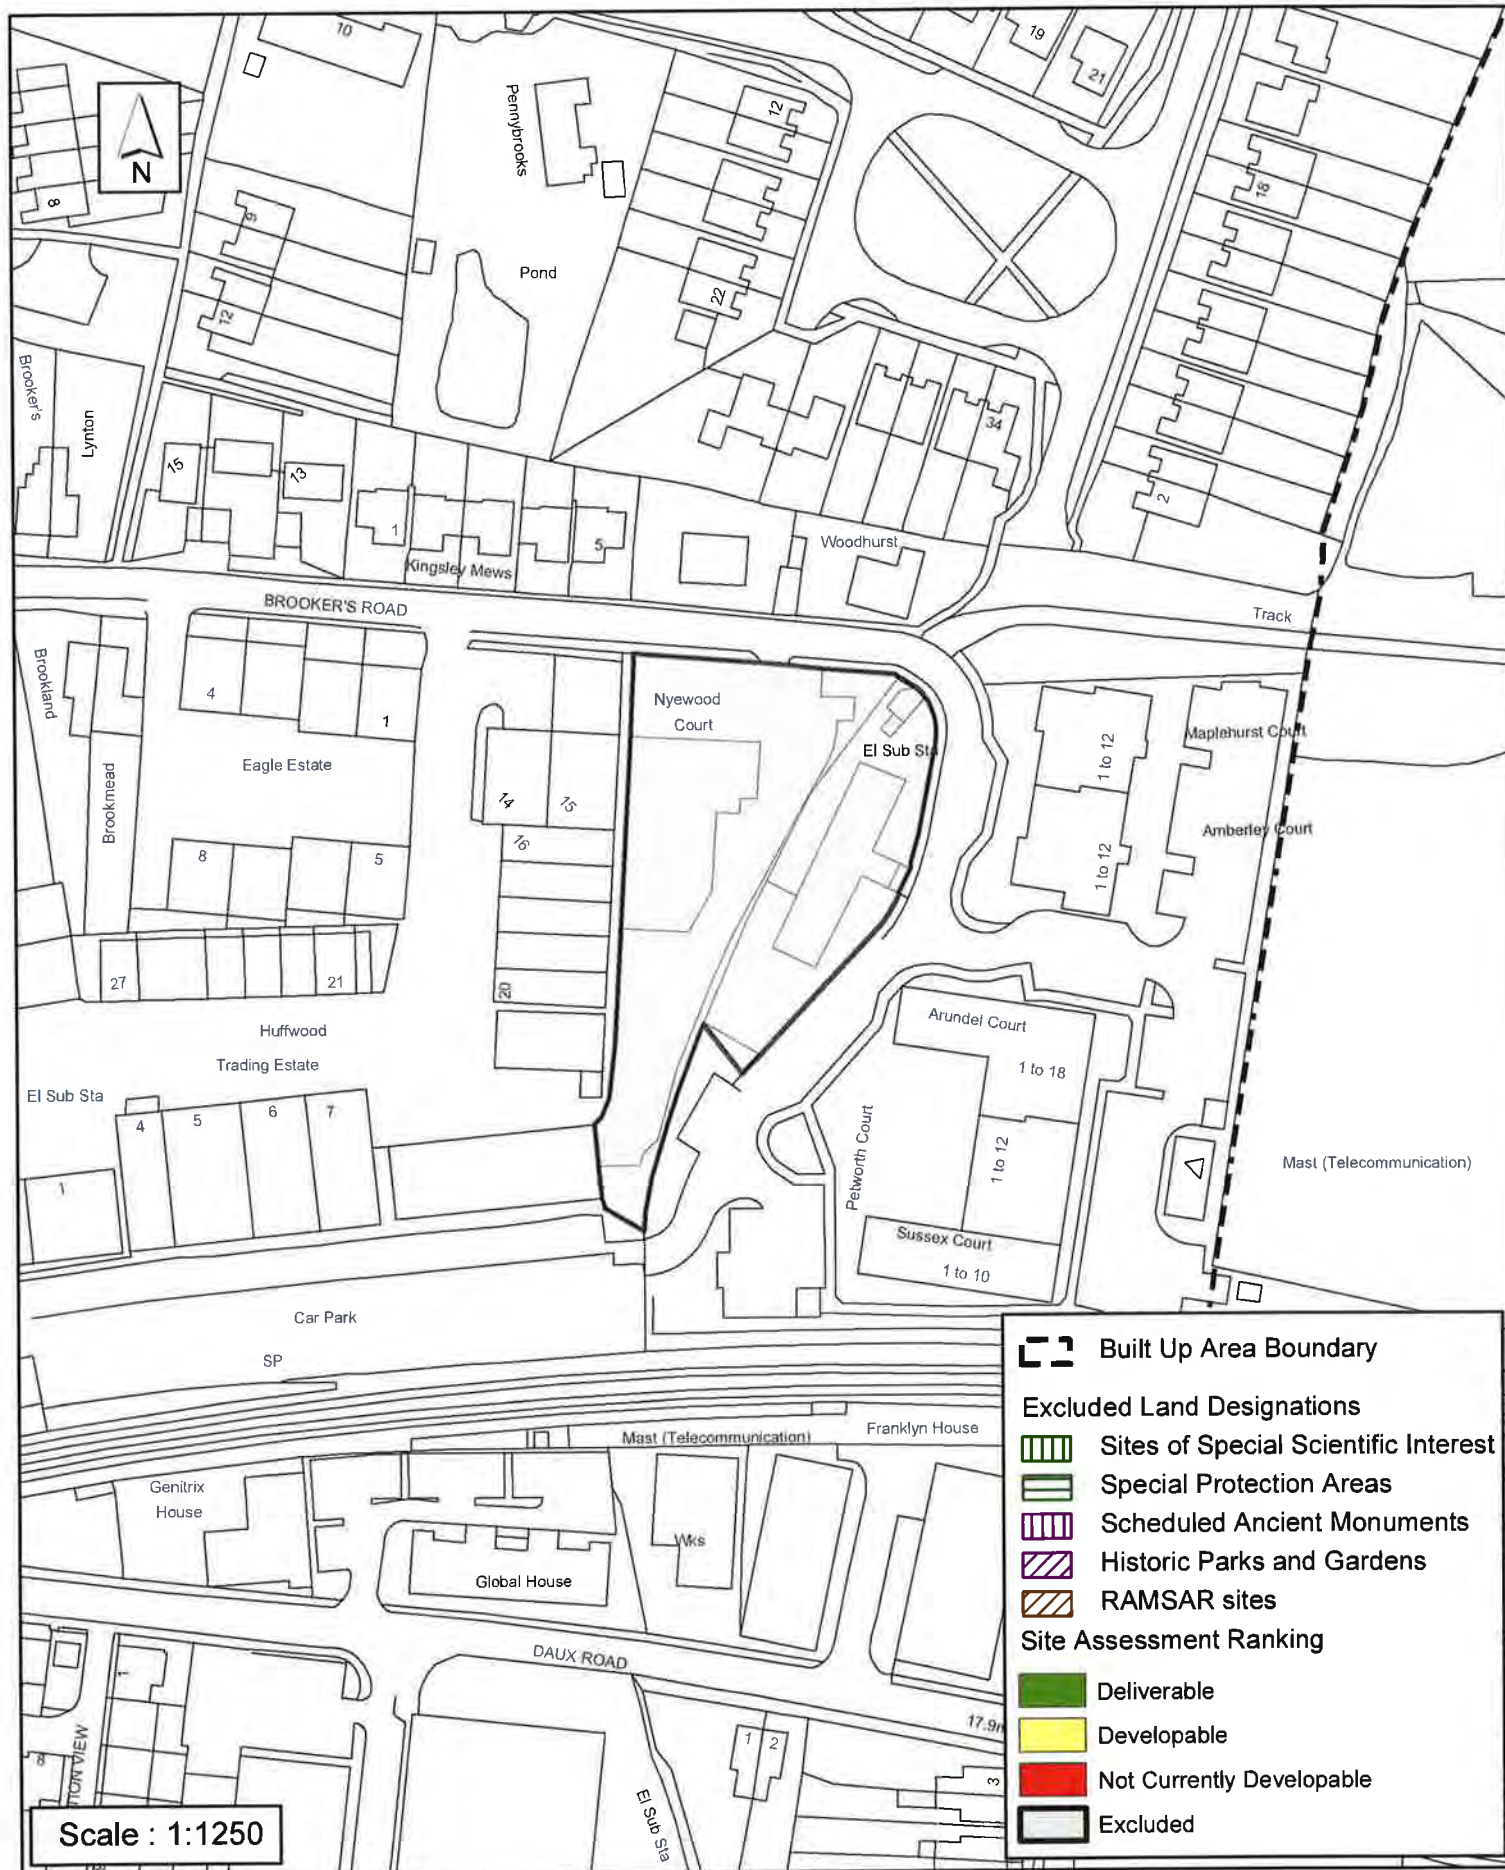 10
19
21
N
8
Pennybrooks
12
9
12
Pond
22
18
Brooker's
Lynton
15
13
1
5
Kingsley Mews
34
2
Woodhurst
BROOKER'S ROAD
Track
Brookland
4
1
Nyewood
Court
El Sub Sta
Maplehurst Court
1 to 12
Eagle Estate
Brookmead
14
15
16
Amberley Court
1 to 12
8
5
27
21
20
Huffwood
Trading Estate
Arundel Court
1 to 18
El Sub Sta
4
5
6
7
Petworth Court
1 to 12
1
Mast (Telecommunication)
Sussex Court
1 to 10
Car Park
SP
Mast (Telecommunication)
Franklyn House
Genitrix
House
Wks
Global House
DAUX ROAD
1
8
1
2
El Sub Sta
3
Scale : 1:1250
Built Up Area Boundary
Excluded Land Designations
Sites of Special Scientific Interest
Special Protection Areas
Scheduled Ancient Monuments
Historic Parks and Gardens
RAMSAR sites
Site Assessment Ranking
Deliverable
Developable
Not Currently Developable
Excluded